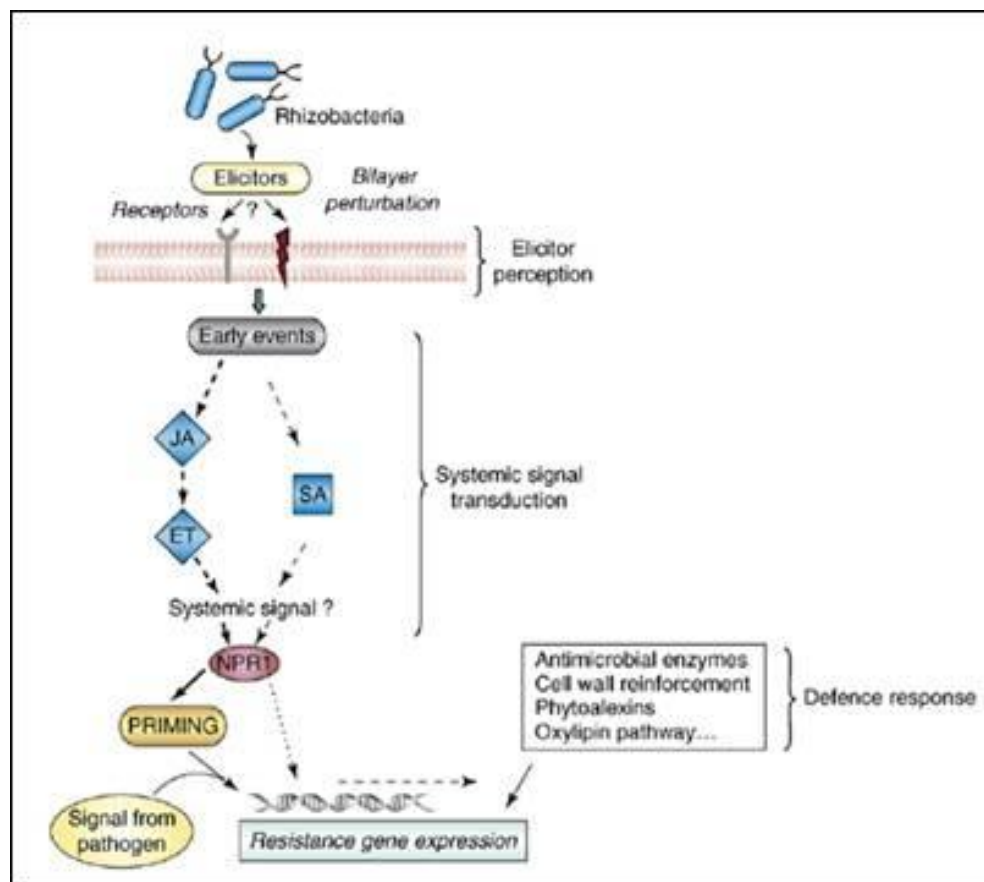 Rhizobacteria
Elicitors
Bilayer
perturbation
Receptors
?
Elicitor
perception
Early events
JA
SA
Systemic signal
transduction
ET
Systemic signal ?
NPR1
Antimicrobial enzymes
Cell wall reinforcement
Phytoalexins
Oxylipin pathway...
Defence response
PRIMING
Signal from
pathogen
Resistance gene expression